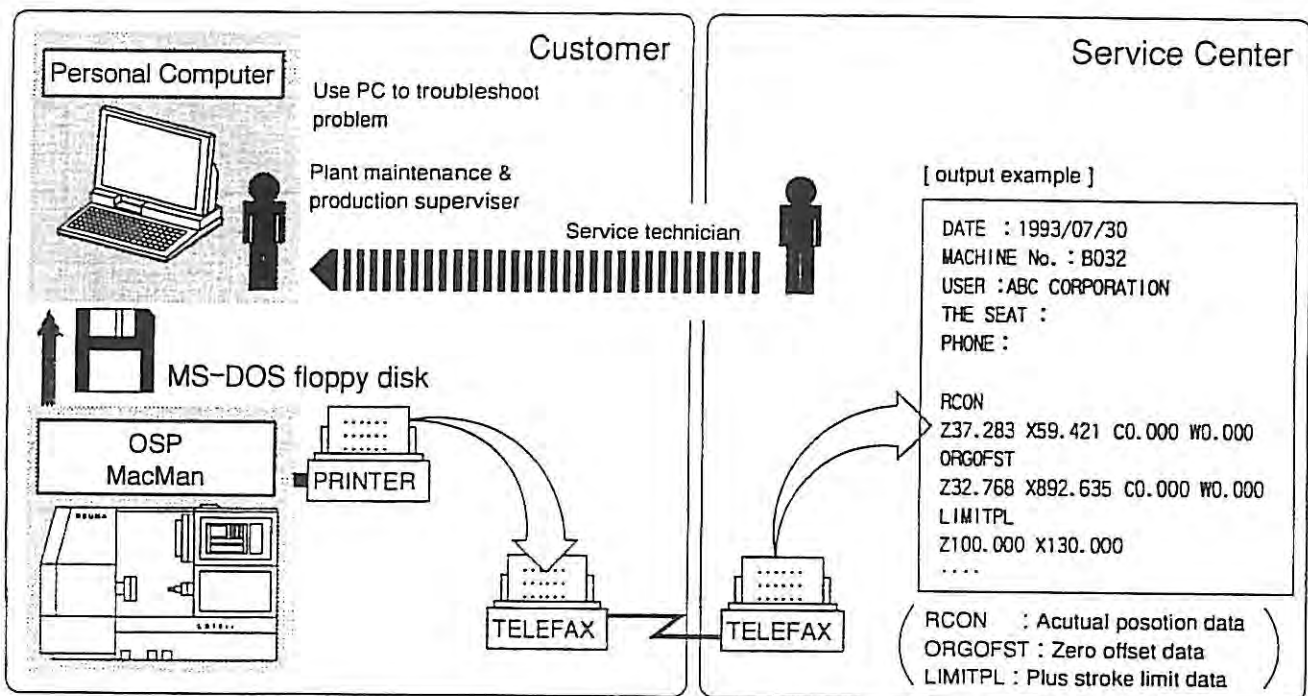 Customer
Personal Computer
Use PC to troubleshoot
problem
Plant maintenance &
production superviser
Service technician
MS-DOS floppy disk
OSP
MacMan
PRINTER
TELEFAX
Service Center
[ output example ]
DATE : 1993/07/30
MACHINE No. : B032
USER : ABC CORPORATION
THE SEAT :
PHONE :
RCON
Z37.283 X59.421 C0.000 W0.000
ORGOFST
Z32.768 X892.635 C0.000 W0.000
LIMITPL
Z100.000 X130.000
....
TELEFAX
RCON : Acutual posotion data
ORGOFST : Zero offset data
LIMITPL : Plus stroke limit data